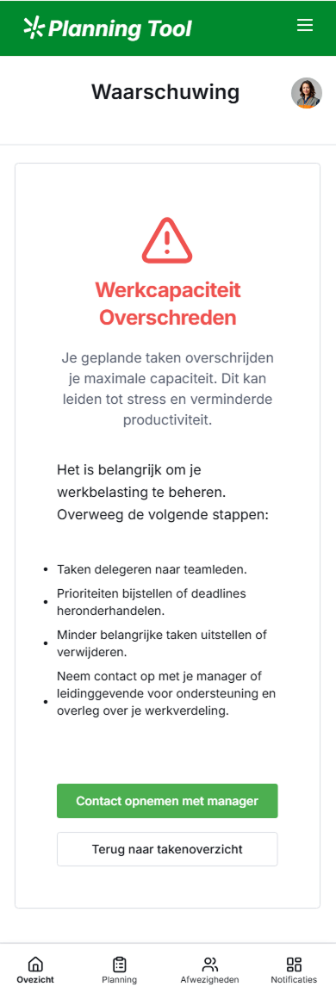 Planning Tool
Waarschuwing
Werkcapaciteit
Overschreden
Je geplande taken overschrijden
je maximale capaciteit. Dit kan
leiden tot stress en verminderde
productiviteit.
Het is belangrijk om je
werkbelasting te beheren.
Overweeg de volgende stappen:
• Taken delegeren naar teamleden.
• Prioriteiten bijstellen of deadlines
heronderhandelen.
• Minder belangrijke taken uitstellen of
verwijderen.
• Neem contact op met je manager of
leidinggevende voor ondersteuning en
overleg over je werkverdeling.
Contact opnemen met manager
Terug naar takenoverzicht
Ovezicht Planning Afwezigheden Notificaties